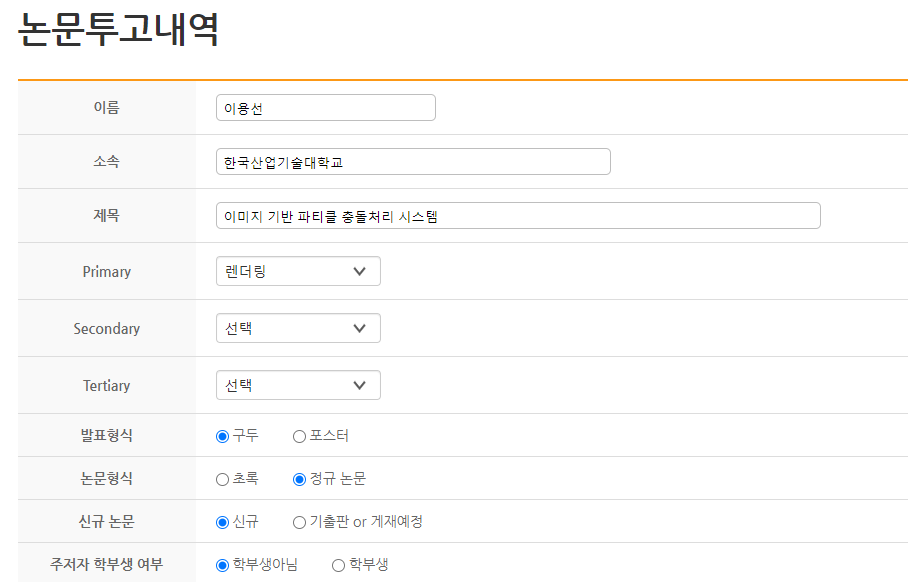 논문투고내역
이름 이용선
소속 한국산업기술대학교
제목 이미지 기반 파티클 충돌처리 시스템
Primary 렌더링
Secondary 선택
Tertiary 선택
발표형식 구두 포스터
논문형식 초록 정규 논문
신규 논문 신규 기출판 or 게재예정
주저자 학부생 여부 학부생아님 학부생